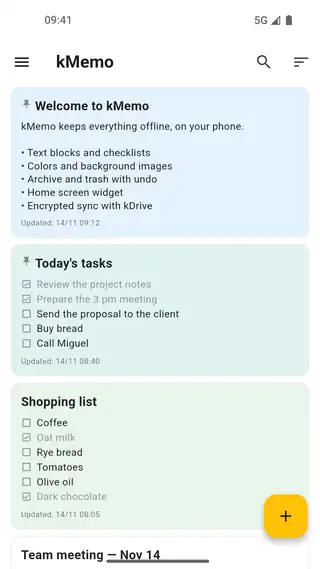 09:41
5G
kMemo
Welcome to kMemo
kMemo keeps everything offline, on your phone.
• Text blocks and checklists
• Colors and background images
• Archive and trash with undo
• Home screen widget
• Encrypted sync with kDrive
Updated: 14/11 09:12
Today's tasks
Review the project notes
Prepare the 3 pm meeting
Send the proposal to the client
Buy bread
Call Miguel
Updated: 14/11 08:40
Shopping list
Coffee
Oat milk
Rye bread
Tomatoes
Olive oil
Dark chocolate
Updated: 14/11 08:05
Team meeting — Nov 14